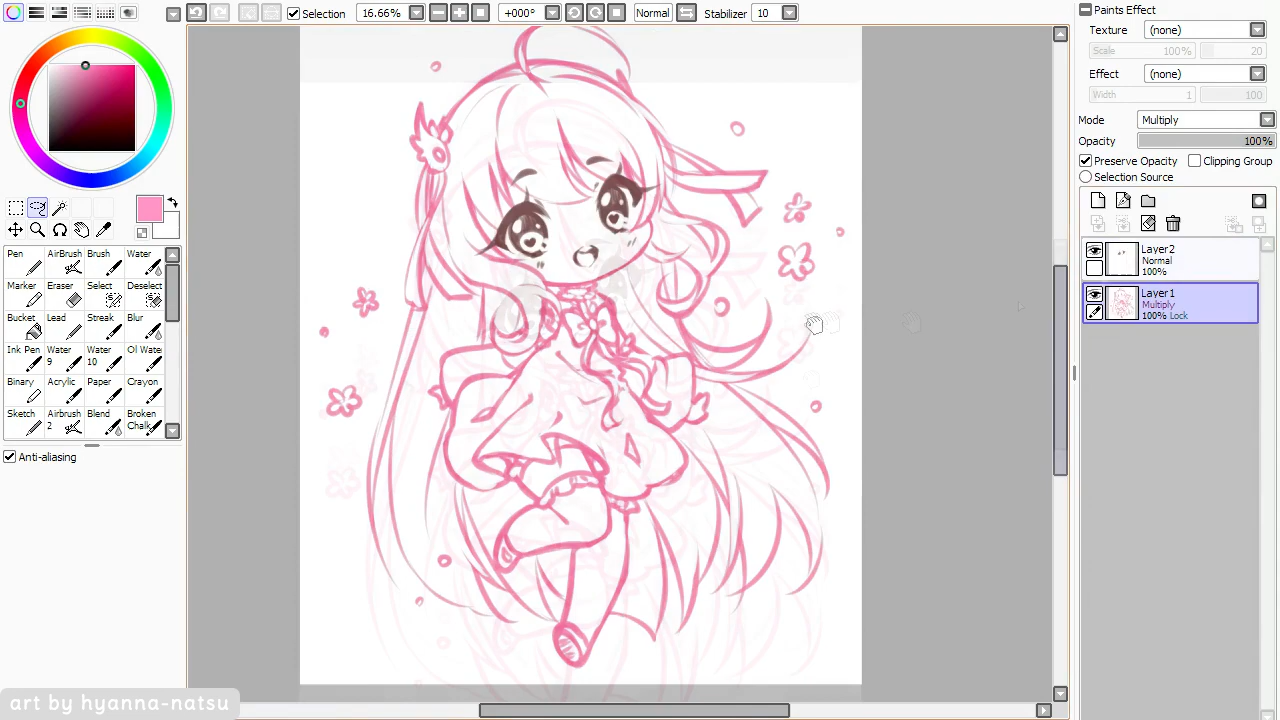 Selection
16.56%
+000°
Normal
Stabilizer
10
Pen
AirBrush
Brush
Water
Marker
Eraser
Select
Deselect
Bucket
Lead
Streak
Blur
Ink Pen
Water 9
Water 10
Oil Water
Binary
Acrylic
Paper
Crayon
Sketch
Airbrush 2
Blend
Broken Chalk
Anti-aliasing
Paints Effect
Texture
(none)
Scale
100%
20
Effect
(none)
Width
1
100
Mode
Multiply
Opacity
100%
Preserve Opacity
Clipping Group
Selection Source
Layer2
Normal
100%
Layer1
Multiply
100% Lock
art by hyanna-natsu